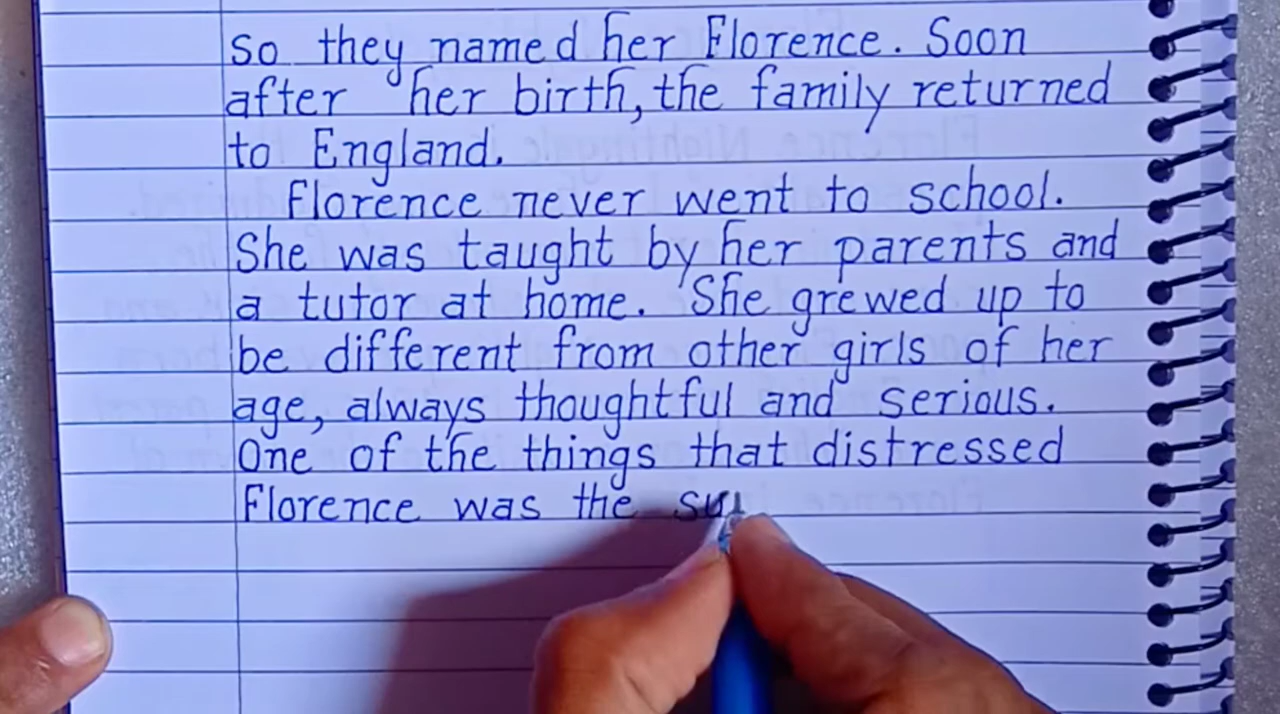 so they named her Florence. Soon
after her birth, the family returned
to England.
Florence never went to school.
She was taught by her parents and
a tutor at home. She grewed up to
be different from other girls of her
age, always thoughtful and serious.
One of the things that distressed
Florence was the